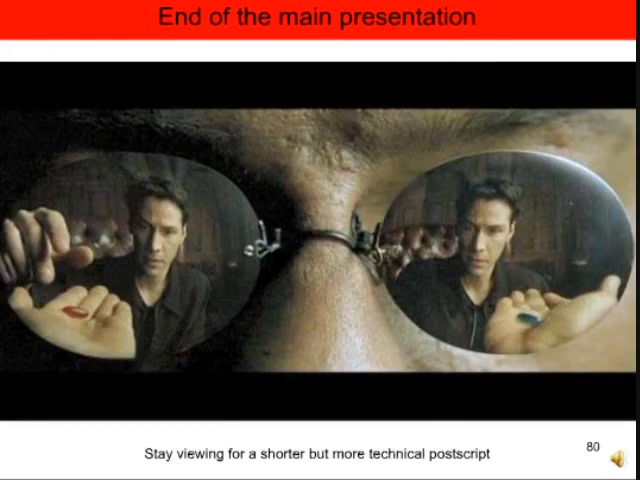 End of the main presentation
Stay viewing for a shorter but more technical postscript
80